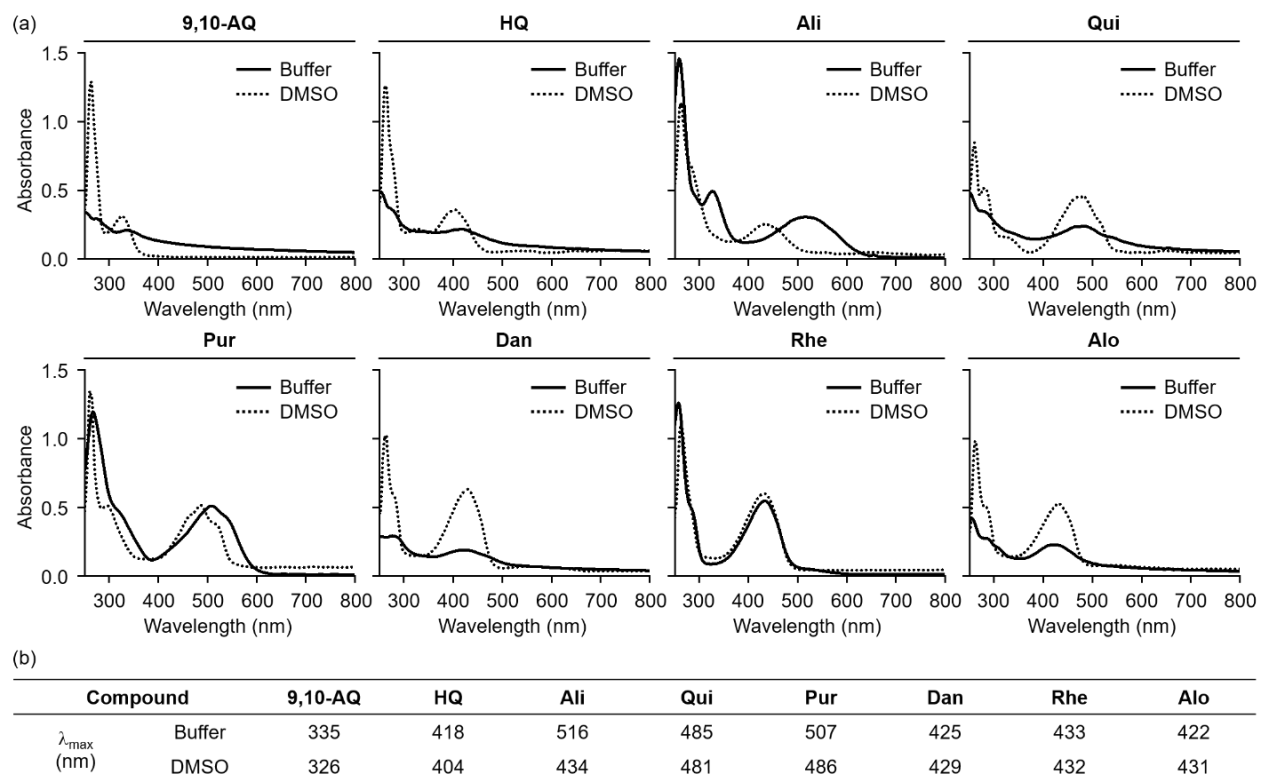 (a)
9,10-AQ HQ Ali Qui
1.5 Buffer Buffer Buffer Buffer
DMSO DMSO DMSO DMSO
1.0
Absorbance
0.5
0.0
300 400 500 600 700 800 300 400 500 600 700 800 300 400 500 600 700 800 300 400 500 600 700 800
Wavelength (nm) Wavelength (nm) Wavelength (nm) Wavelength (nm)
Pur Dan Rhe Alo
1.5 Buffer Buffer Buffer Buffer
DMSO DMSO DMSO DMSO
1.0
Absorbance
0.5
0.0
300 400 500 600 700 800 300 400 500 600 700 800 300 400 500 600 700 800 300 400 500 600 700 800
Wavelength (nm) Wavelength (nm) Wavelength (nm) Wavelength (nm)
(b)
Compound 9,10-AQ HQ Ali Qui Pur Dan Rhe Alo
λmax (nm)
Buffer 335 418 516 485 507 425 433 422
DMSO 326 404 434 481 486 429 432 431